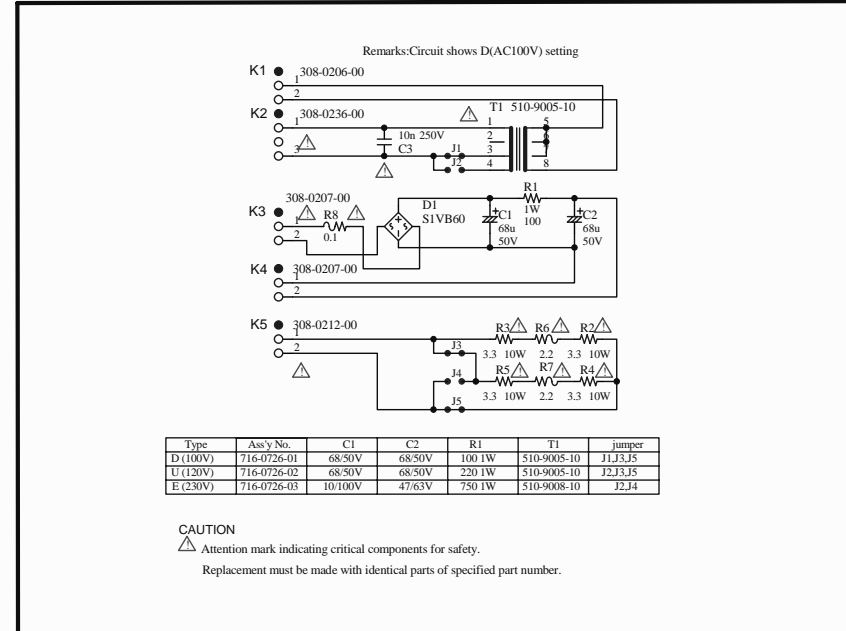 Remarks:Circuit shows D(AC100V) setting
K1 308-0206-00
1
2
K2 308-0236-00
1
3
10n 250V
C3
J1
J2
T1 510-9005-10
1
2
3
4
5
8
K3 308-0207-00
1
2
R8
0.1
D1
S1VB60
C1
68u
50V
R1
1W
100
C2
68u
50V
K4 308-0207-00
1
2
K5 308-0212-00
1
2
J3
J4
J5
R3 R6 R2
3.3 10W 2.2 3.3 10W
R5 R7 R4
3.3 10W 2.2 3.3 10W
Type Ass'y No. C1 C2 R1 T1 jumper
D (100V) 716-0726-01 68/50V 68/50V 100 1W 510-9005-10 J1,J3,J5
U (120V) 716-0726-02 68/50V 68/50V 220 1W 510-9005-10 J2,J3,J5
E (230V) 716-0726-03 10/100V 47/63V 750 1W 510-9008-10 J2,J4
CAUTION
! Attention mark indicating critical components for safety.
Replacement must be made with identical parts of specified part number.